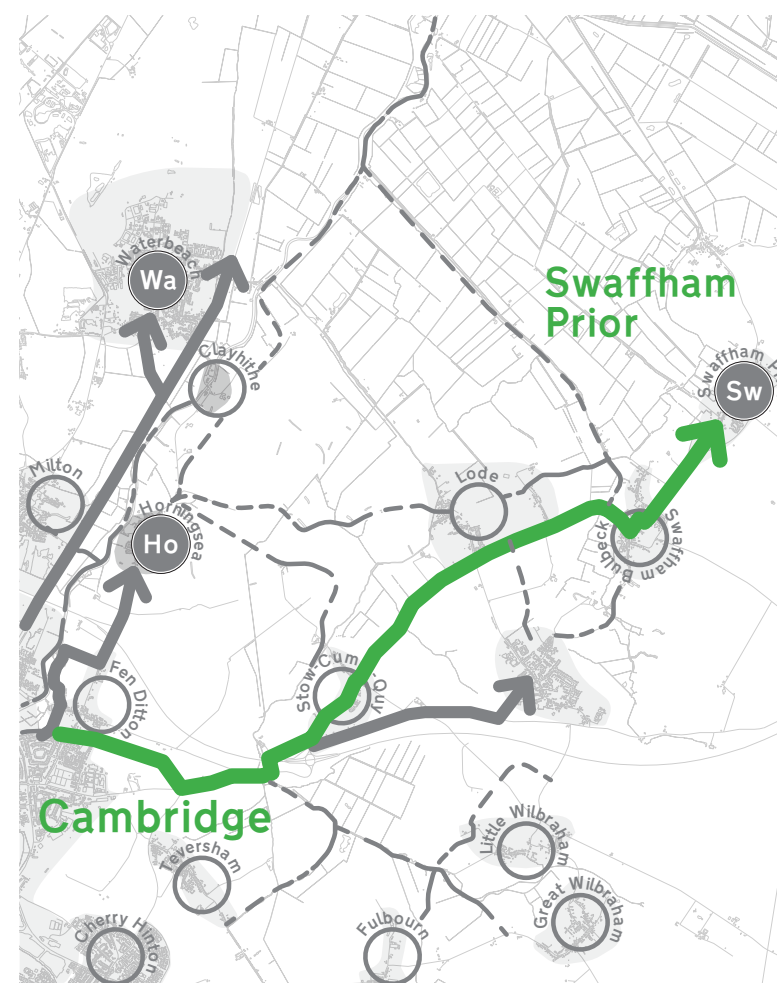 Waterbeach
Wa
Swaffham
Prior
Clayhithe
Swaffham P
Sw
Milton
Lode
Horningsea
Ho
Swaffham Bulbeck
Fen Ditton
Stow-Cum-Quy
Cambridge
Teversham
Little Wilbraham
Great Wilbraham
Cherry Hinton
Fulbourn